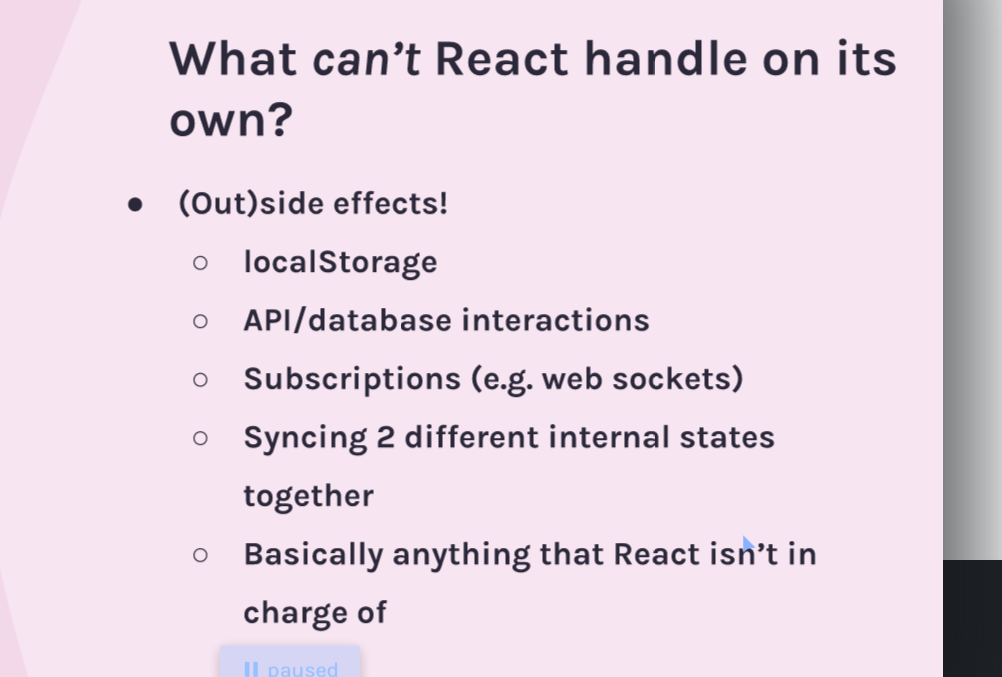 What can’t React handle on its
own?
● (Out)side effects!
○ localStorage
○ API/database interactions
○ Subscriptions (e.g. web sockets)
○ Syncing 2 different internal states
together
○ Basically anything that React isn’t in
charge of
paused